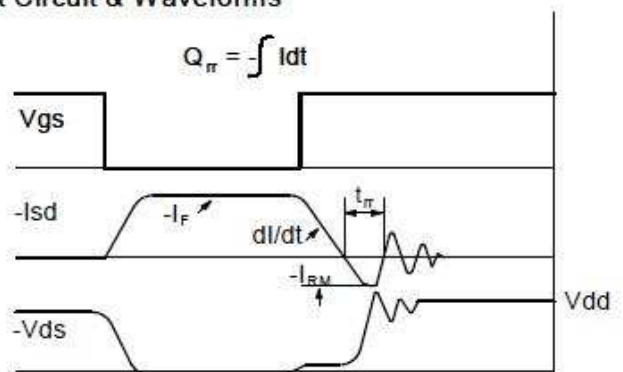 t Circuit & Waveforms
Qrr = -∫ Idt
Vgs
-Isd
-IF
dI/dt
trr
-IRM
Vdd
-Vds